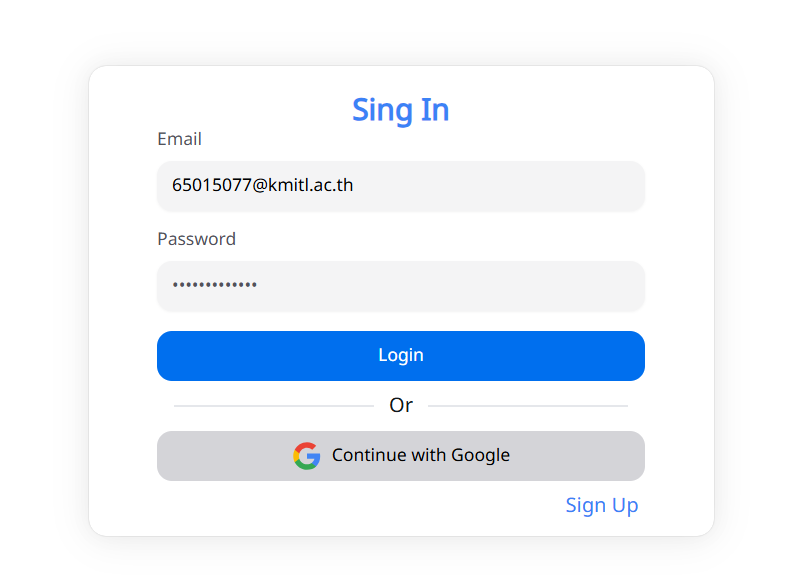 Sing In
Email
65015077@kmitl.ac.th
Password
•••••••••••••
Login
Or
Continue with Google
Sign Up